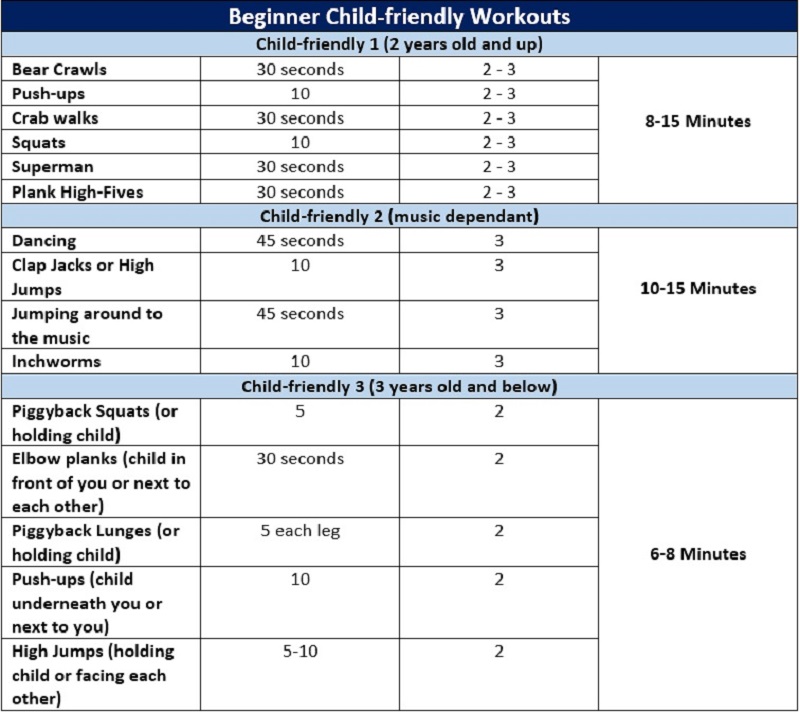 Beginner Child-friendly Workouts
Child-friendly 1 (2 years old and up)
Bear Crawls 30 seconds 2 - 3
Push-ups 10 2 - 3
Crab walks 30 seconds 2 - 3
8-15 Minutes
Squats 10 2 - 3
Superman 30 seconds 2 - 3
Plank High-Fives 30 seconds 2 - 3
Child-friendly 2 (music dependant)
Dancing 45 seconds 3
Clap Jacks or High 10 3
Jumps
10-15 Minutes
Jumping around to 45 seconds 3
the music
Inchworms 10 3
Child-friendly 3 (3 years old and below)
Piggyback Squats (or 5 2
holding child)
Elbow planks (child in 30 seconds 2
front of you or next to
each other)
Piggyback Lunges (or 5 each leg 2
holding child)
6-8 Minutes
Push-ups (child 10 2
underneath you or
next to you)
High Jumps (holding 5-10 2
child or facing each
other)